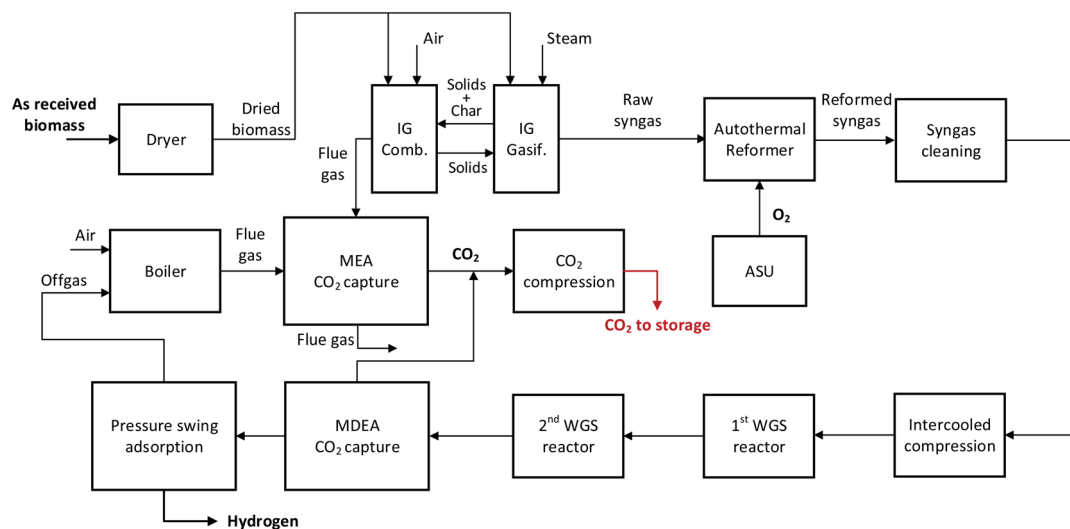 Air
Steam
As received
biomass
Dryer
Dried
biomass
IG
Comb.
Solids
+
Char
Solids
IG
Gasif.
Raw
syngas
Autothermal
Reformer
Reformed
syngas
Syngas
cleaning
Flue
gas
O2
ASU
Air
Offgas
Boiler
Flue
gas
MEA
CO2 capture
CO2
CO2
compression
CO2 to storage
Flue gas
Pressure swing
adsorption
MDEA
CO2 capture
2nd WGS
reactor
1st WGS
reactor
Intercooled
compression
Hydrogen